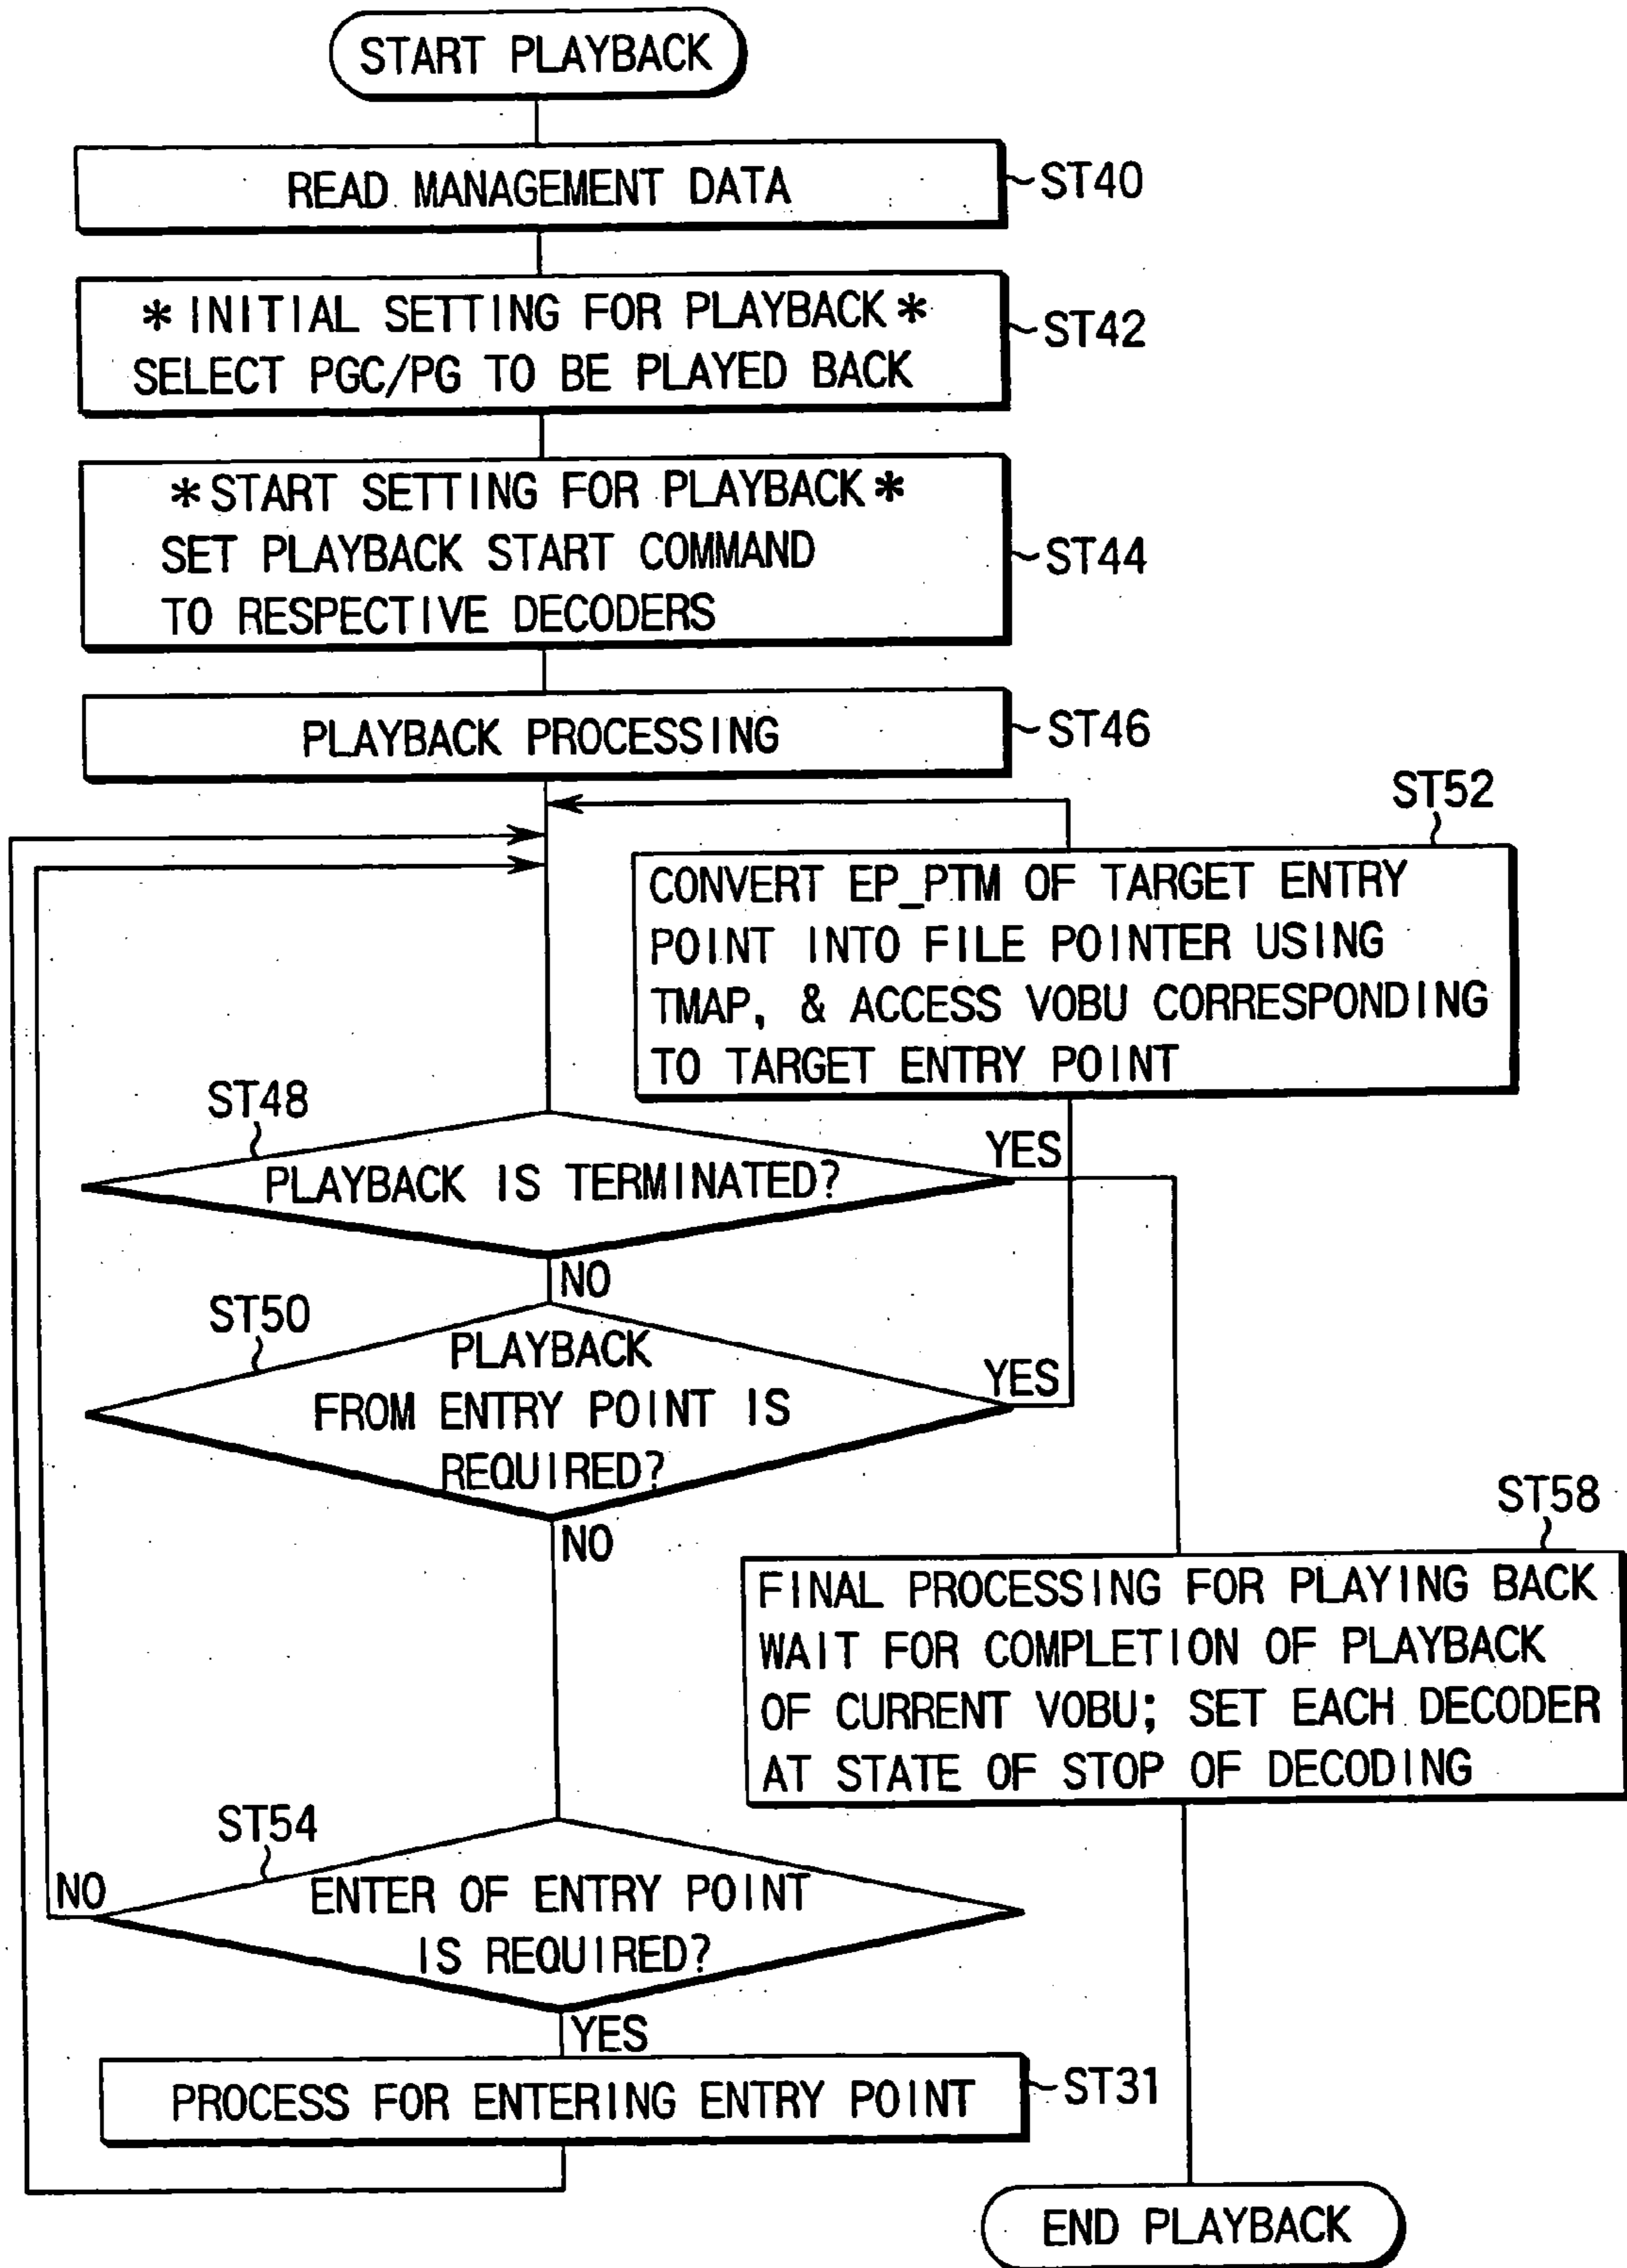 START PLAYBACK
READ MANAGEMENT DATA
ST40
* INITIAL SETTING FOR PLAYBACK *
SELECT PGC/PG TO BE PLAYED BACK
ST42
* START SETTING FOR PLAYBACK *
SET PLAYBACK START COMMAND
TO RESPECTIVE DECODERS
ST44
PLAYBACK PROCESSING
ST46
ST52
CONVERT EP_PTM OF TARGET ENTRY
POINT INTO FILE POINTER USING
TMAP, & ACCESS VOBU CORRESPONDING
TO TARGET ENTRY POINT
ST48
PLAYBACK IS TERMINATED?
YES
NO
ST50
PLAYBACK
FROM ENTRY POINT IS
REQUIRED?
YES
NO
ST58
FINAL PROCESSING FOR PLAYING BACK
WAIT FOR COMPLETION OF PLAYBACK
OF CURRENT VOBU; SET EACH DECODER
AT STATE OF STOP OF DECODING
ST54
NO
ENTER OF ENTRY POINT
IS REQUIRED?
YES
PROCESS FOR ENTERING ENTRY POINT
ST31
END PLAYBACK